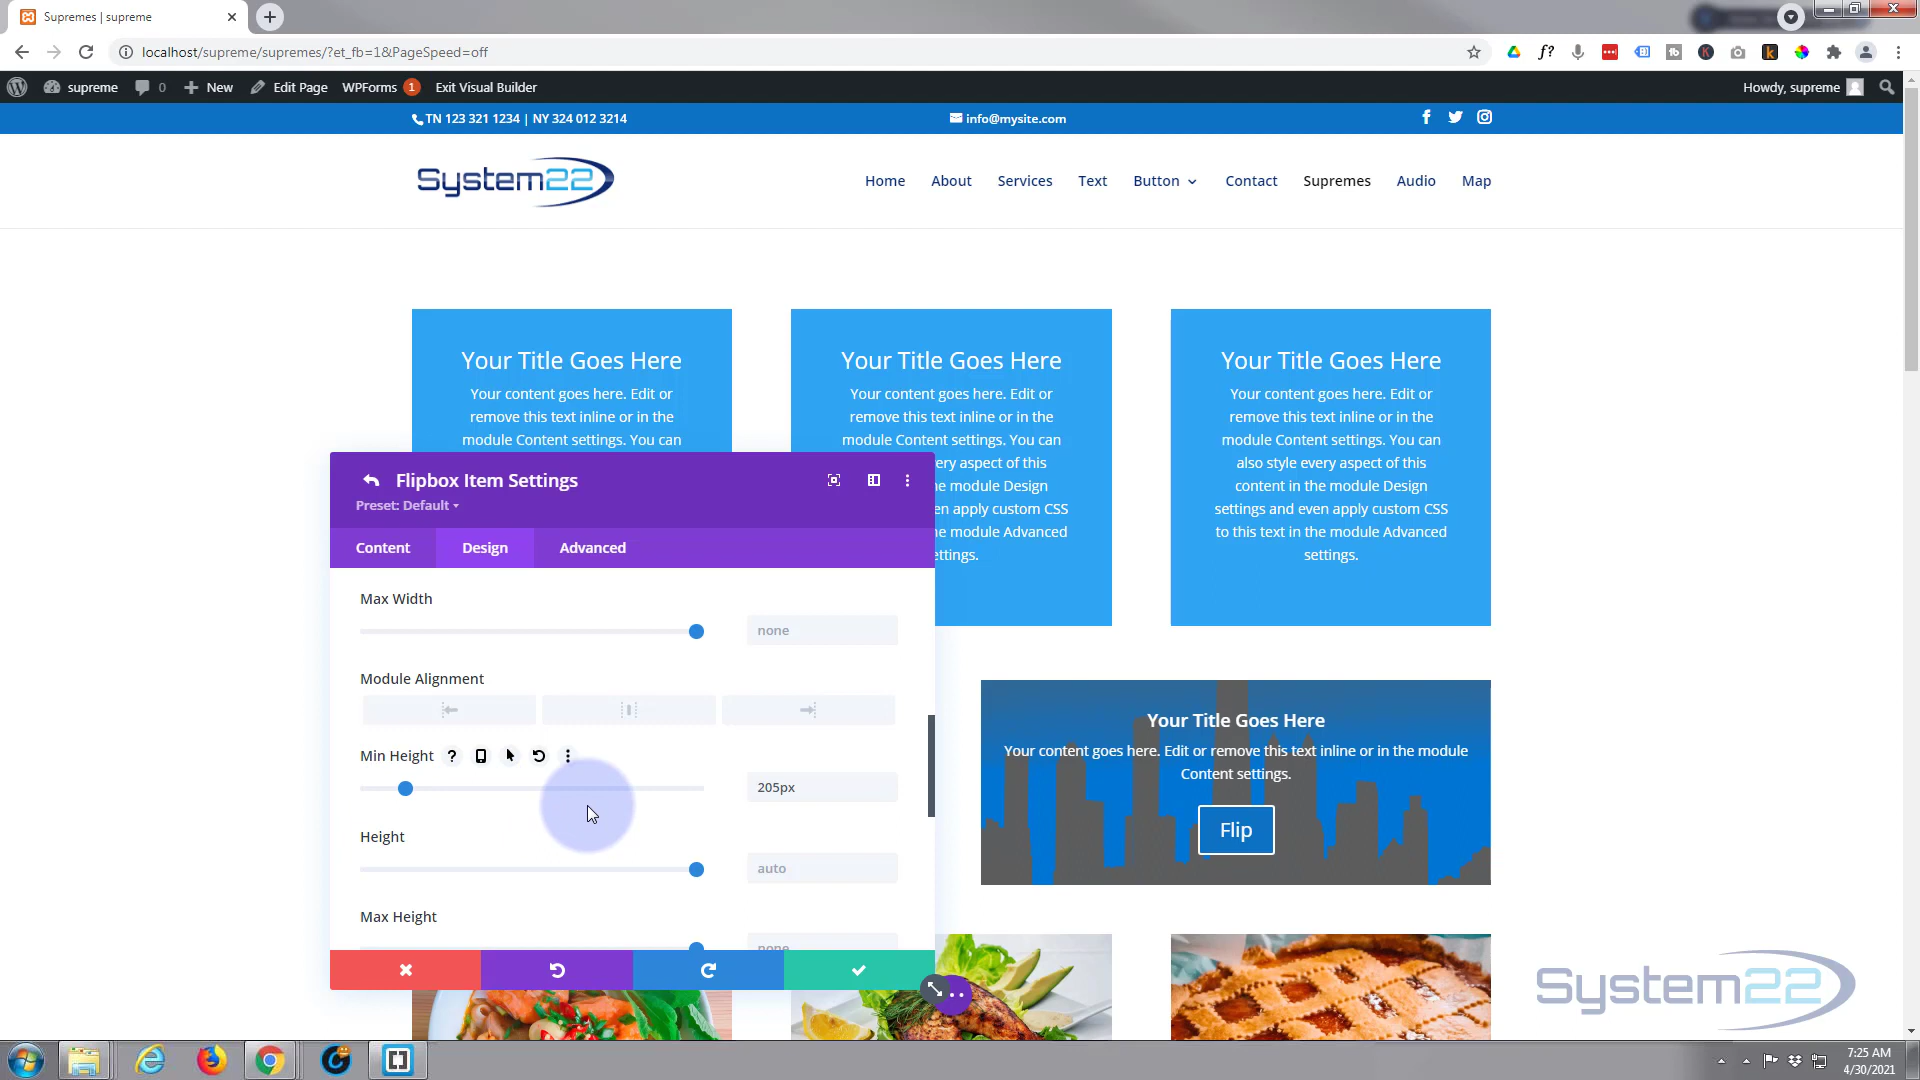 Supremes | supreme
localhost/supreme/supremes/?et_fb=1&PageSpeed=off
supreme 0 New Edit Page WPForms 1 Exit Visual Builder Howdy, supreme
TN 123 321 1234 | NY 324 012 3214 info@mysite.com
System22
Home About Services Text Button Contact Supremes Audio Map
Your Title Goes Here
Your content goes here. Edit or
remove this text inline or in the
module Content settings. You can
Your Title Goes Here
Your content goes here. Edit or
remove this text inline or in the
module Content settings. You can
ery aspect of this
he module Design
en apply custom CSS
he module Advanced
ettings.
Your Title Goes Here
Your content goes here. Edit or
remove this text inline or in the
module Content settings. You can
also style every aspect of this
content in the module Design
settings and even apply custom CSS
to this text in the module Advanced
settings.
Flipbox Item Settings
Preset: Default
Content Design Advanced
Max Width
none
Module Alignment
Min Height ?
205px
Height
auto
Max Height
none
Your Title Goes Here
Your content goes here. Edit or remove this text inline or in the module
Content settings.
Flip
System22
7:25 AM
4/30/2021